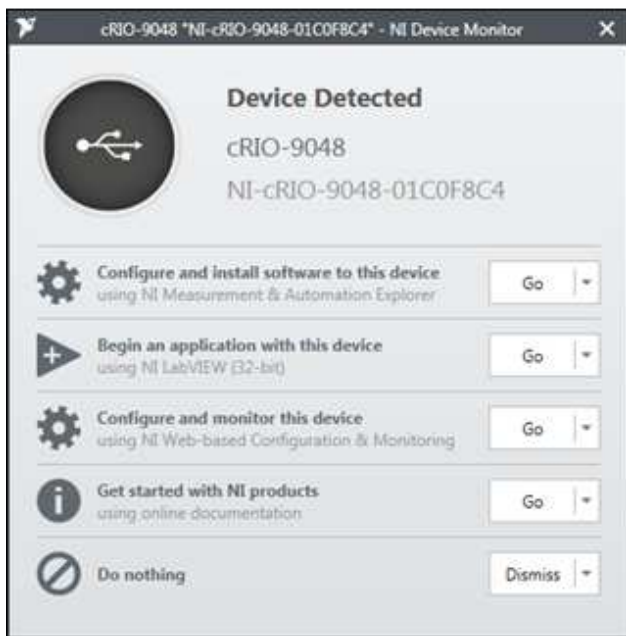 cRIO-9048 "NI-cRIO-9048-01C0F8C4" - NI Device Monitor
Device Detected
cRIO-9048
NI-cRIO-9048-01C0F8C4
Configure and install software to this device
using NI Measurement & Automation Explorer
Go
Begin an application with this device
using NI LabVIEW (32-bit)
Go
Configure and monitor this device
using NI Web-based Configuration & Monitoring
Go
Get started with NI products
using online documentation
Go
Do nothing
Dismiss